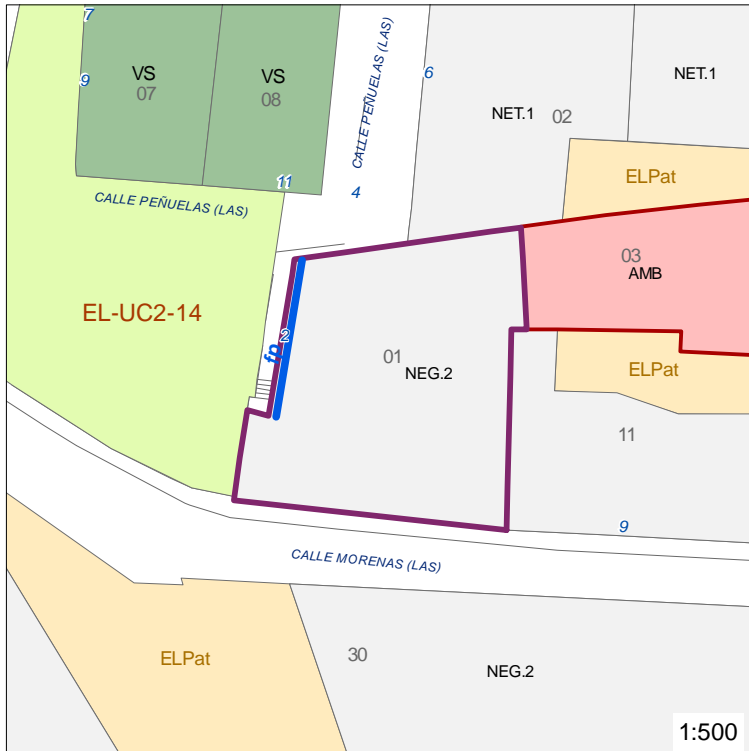 7
VS
07
9
VS
08
CALLE PEÑUELAS (LAS)
6
NET.1
02
NET.1
ELPat
11
4
CALLE PEÑUELAS (LAS)
03
AMB
EL-UC2-14
fp
2
01
NEG.2
ELPat
11
9
CALLE MORENAS (LAS)
ELPat
30
NEG.2
1:500